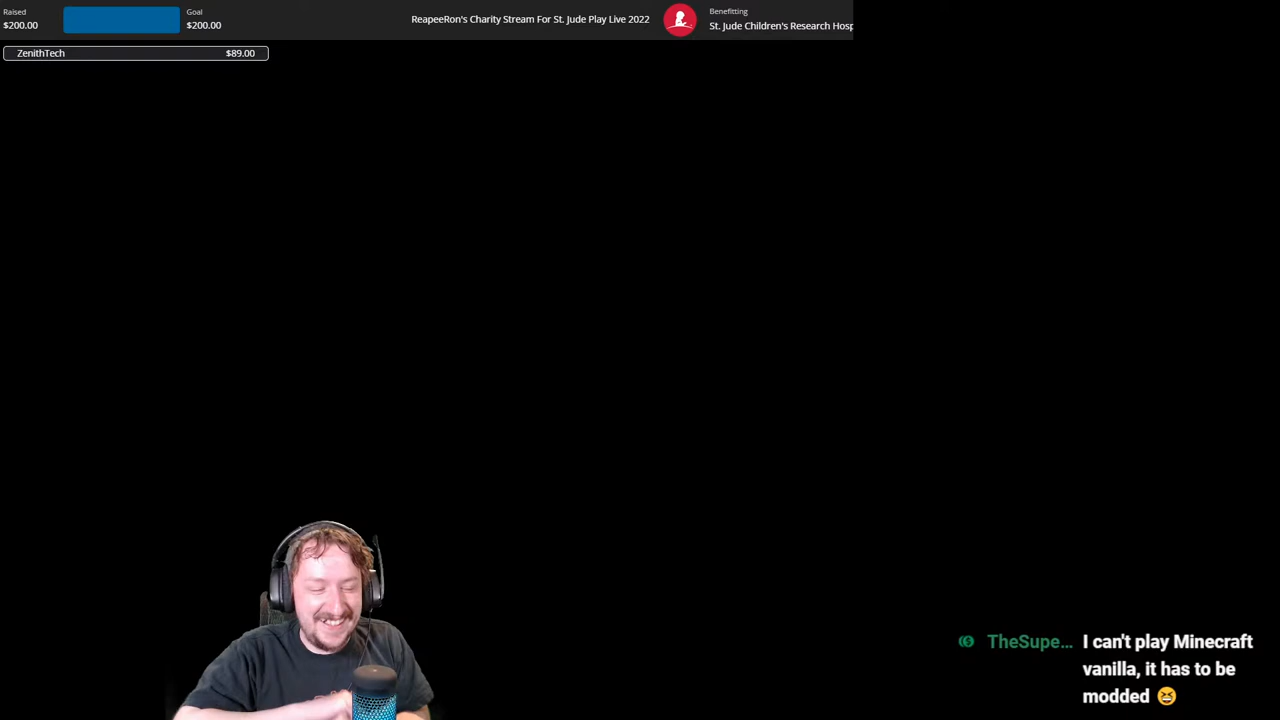 Raised
$200.00
Goal
$200.00
ReapeeRon's Charity Stream For St. Jude Play Live 2022
Benefitting
St. Jude Children's Research Hosp
ZenithTech $89.00
TheSupe... I can't play Minecraft
vanilla, it has to be
modded 😆